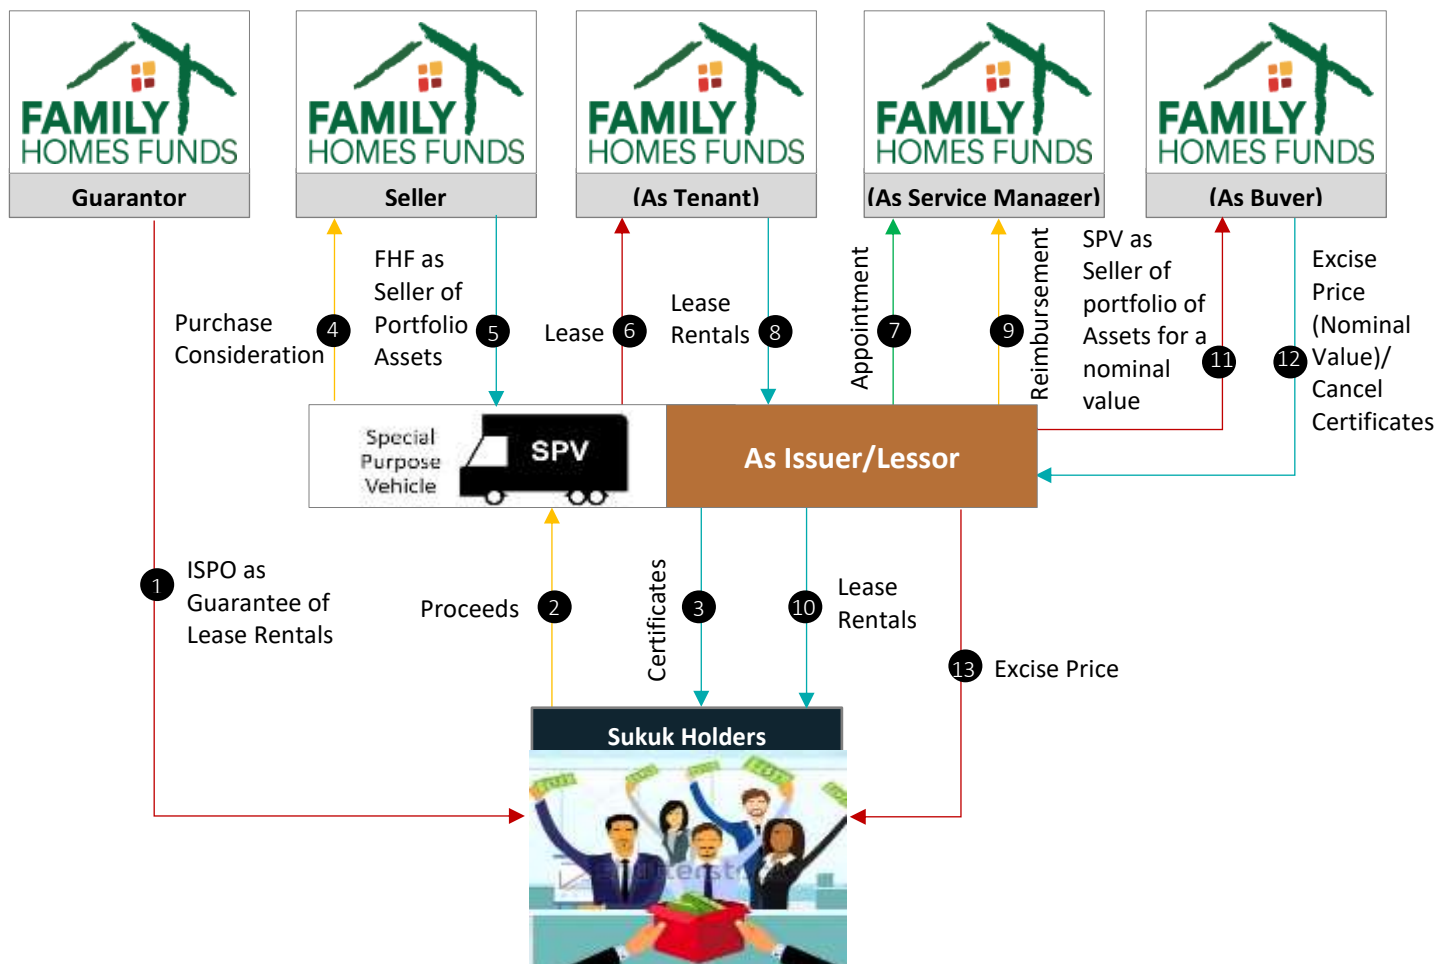 FAMILY
HOMES FUNDS
Guarantor
FAMILY
HOMES FUNDS
Seller
FAMILY
HOMES FUNDS
(As Tenant)
FAMILY
HOMES FUNDS
(As Service Manager)
FAMILY
HOMES FUNDS
(As Buyer)
Purchase
Consideration
4
FHF as
Seller of
Portfolio
Assets
5
Lease
6
Lease
Rentals
8
Appointment
7
9
Reimbursement
SPV as
Seller of
portfolio of
Assets for a
nominal
value
11
12
Excise
Price
(Nominal
Value)/
Cancel
Certificates
Special
Purpose
Vehicle
SPV
As Issuer/Lessor
1
ISPO as
Guarantee of
Lease Rentals
Proceeds
2
Certificates
3
10
Lease
Rentals
13
Excise Price
Sukuk Holders